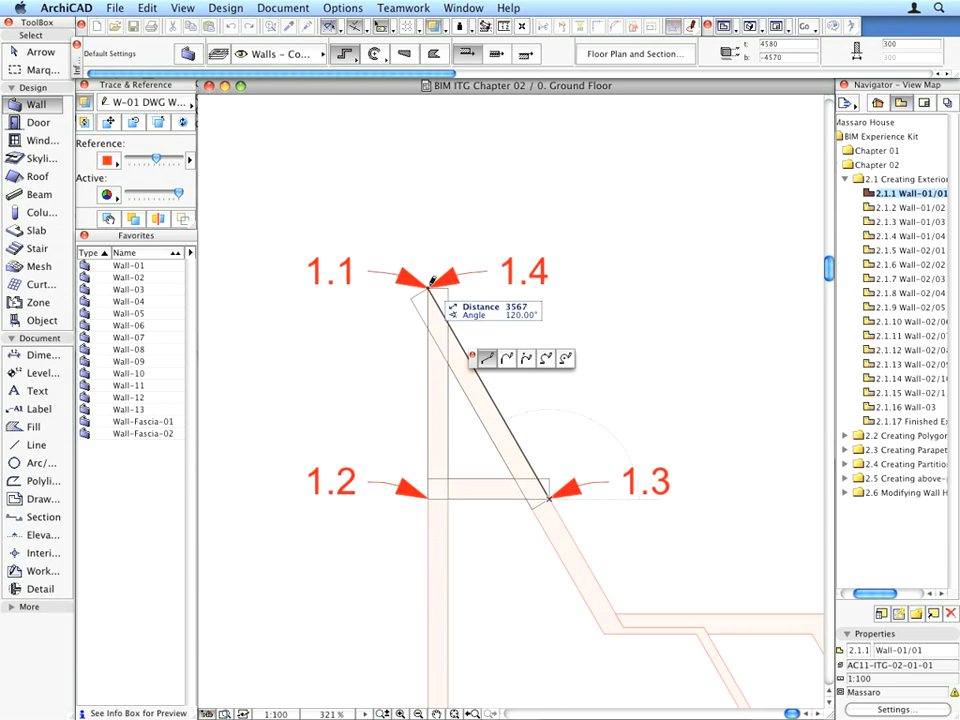 ArchiCAD File Edit View Design Document Options Teamwork Window Help
ToolBox
Select
Arrow
Marq...
Design
Wall
Door
Wind...
Skyli...
Roof
Beam
Colu...
Slab
Stair
Mesh
Curt...
Zone
Object
Document
Dime...
Level...
Text
Label
Fill
Line
Arc/...
Polyli...
Draw...
Section
Eleva...
Interi...
Work...
Detail
More
Default Settings
Walls - Co...
Floor Plan and Section...
t: 4580
b: -4570
300
Go
Trace & Reference
W-01 DWG W...
Reference:
Active:
Favorites
Type Name
Wall-01
Wall-02
Wall-03
Wall-04
Wall-05
Wall-06
Wall-07
Wall-08
Wall-09
Wall-10
Wall-11
Wall-12
Wall-13
Wall-Fascia-01
Wall-Fascia-02
See Info Box for Preview
BIM ITG Chapter 02 / 0. Ground Floor
1.1
1.4
Distance 3567
Angle 120.00°
1.2
1.3
1:100
321 %
Navigator - View Map
Massaro House
BIM Experience Kit
Chapter 01
Chapter 02
2.1 Creating Exterio
2.1.1 Wall-01/01
2.1.2 Wall-01/02
2.1.3 Wall-01/03
2.1.4 Wall-01/04
2.1.5 Wall-02/01
2.1.6 Wall-02/02
2.1.7 Wall-02/03
2.1.8 Wall-02/04
2.1.9 Wall-02/05
2.1.10 Wall-02/06
2.1.11 Wall-02/07
2.1.12 Wall-02/08
2.1.13 Wall-02/09
2.1.14 Wall-02/10
2.1.15 Wall-02/11
2.1.16 Wall-03
2.1.17 Finished Ex
2.2 Creating Polygon
2.3 Creating Parapet
2.4 Creating Partition
2.5 Creating above-
2.6 Modifying Wall H
Properties
2.1.1 Wall-01/01
AC11-ITG-02-01-01
1:100
Massaro
Settings...